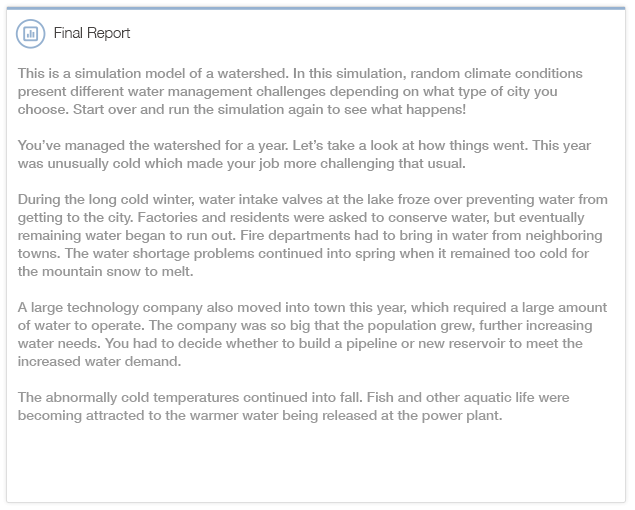 Final Report
This is a simulation model of a watershed. In this simulation, random climate conditions
present different water management challenges depending on what type of city you
choose. Start over and run the simulation again to see what happens!
You've managed the watershed for a year. Let's take a look at how things went. This year
was unusually cold which made your job more challenging that usual.
During the long cold winter, water intake valves at the lake froze over preventing water from
getting to the city. Factories and residents were asked to conserve water, but eventually
remaining water began to run out. Fire departments had to bring in water from neighboring
towns. The water shortage problems continued into spring when it remained too cold for
the mountain snow to melt.
A large technology company also moved into town this year, which required a large amount
of water to operate. The company was so big that the population grew, further increasing
water needs. You had to decide whether to build a pipeline or new reservoir to meet the
increased water demand.
The abnormally cold temperatures continued into fall. Fish and other aquatic life were
becoming attracted to the warmer water being released at the power plant.